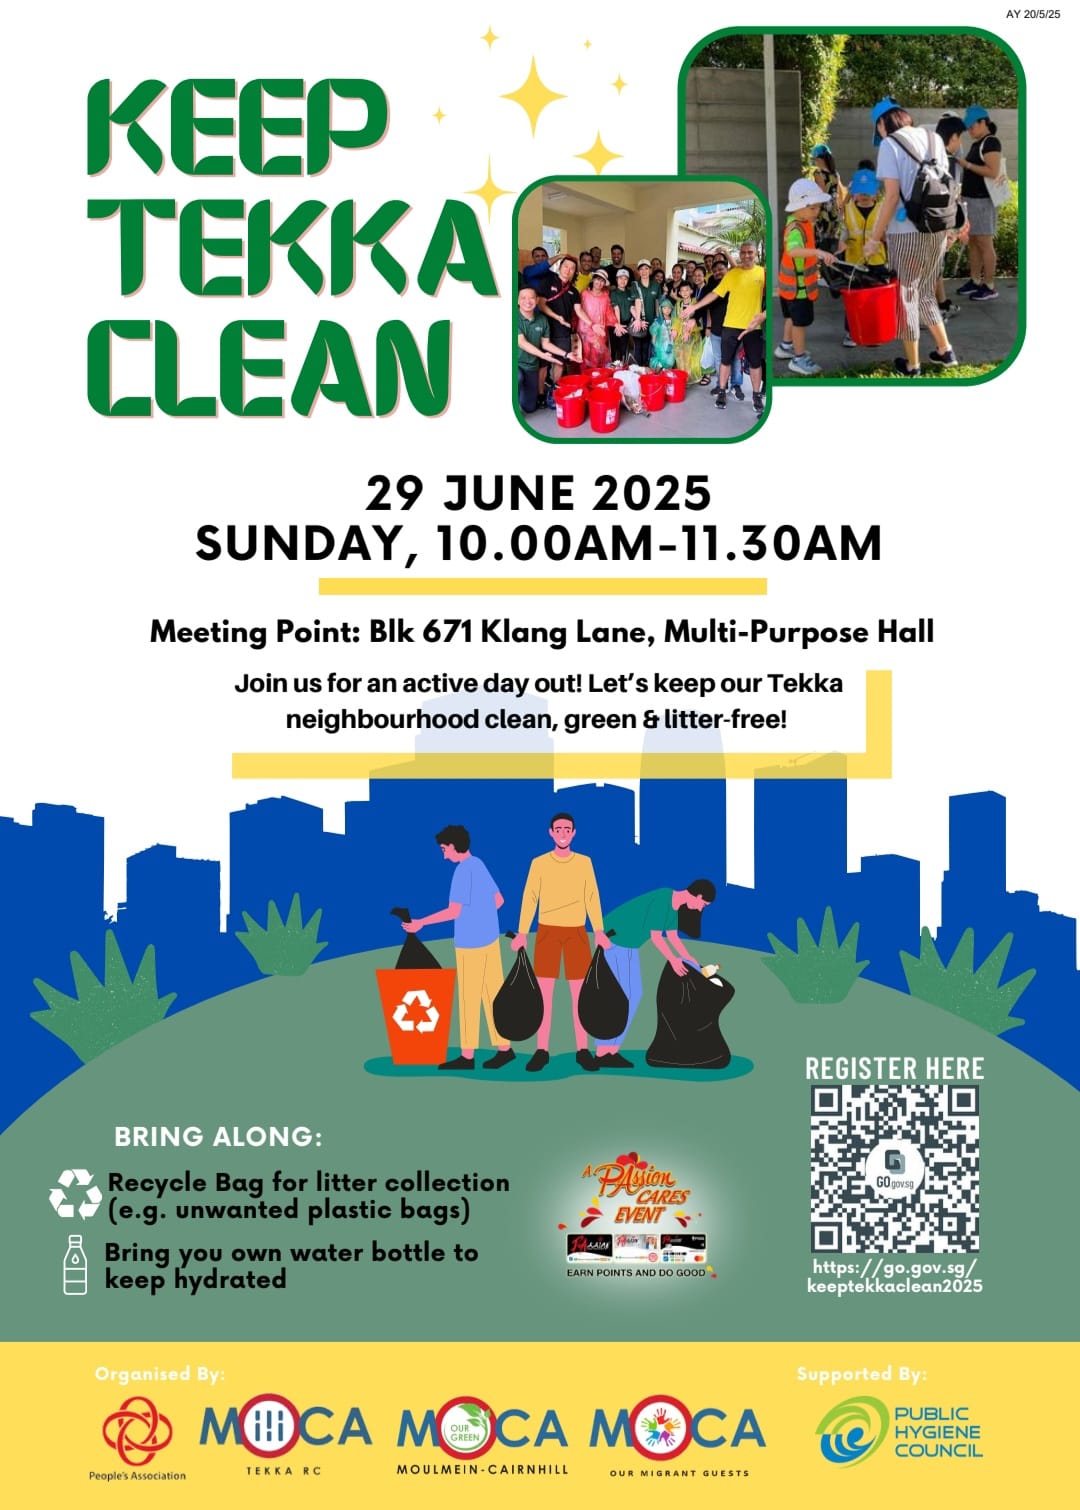 AY 20/5/25
KEEP
TEKKA
CLEAN
29 JUNE 2025
SUNDAY, 10.00AM-11.30AM
Meeting Point: Blk 671 Klang Lane, Multi-Purpose Hall
Join us for an active day out! Let's keep our Tekka
neighbourhood clean, green & litter-free!
REGISTER HERE
GOgov.sg
https://go.gov.sg/
keeptekkaclean2025
BRING ALONG:
Recycle Bag for litter collection
(e.g. unwanted plastic bags)
Bring you own water bottle to
keep hydrated
A PAssion
CARES
EVENT
EARN POINTS AND DO GOOD
Organised By:
People's Association
MOCA
TEKKA RC
MOCA
OUR
GREEN
MOULMEIN-CAIRNHILL
MOCA
OUR MIGRANT GUESTS
Supported By:
PUBLIC
HYGIENE
COUNCIL